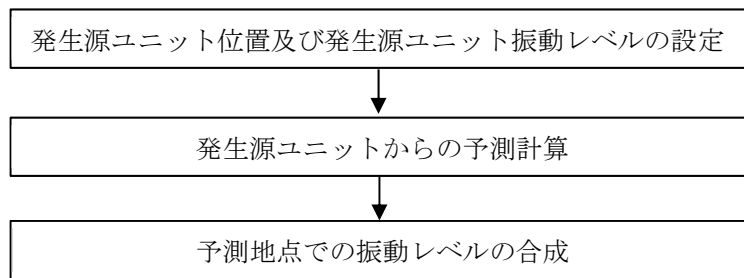 発生源ユニット位置及び発生源ユニット振動レベルの設定
発生源ユニットからの予測計算
予測地点での振動レベルの合成